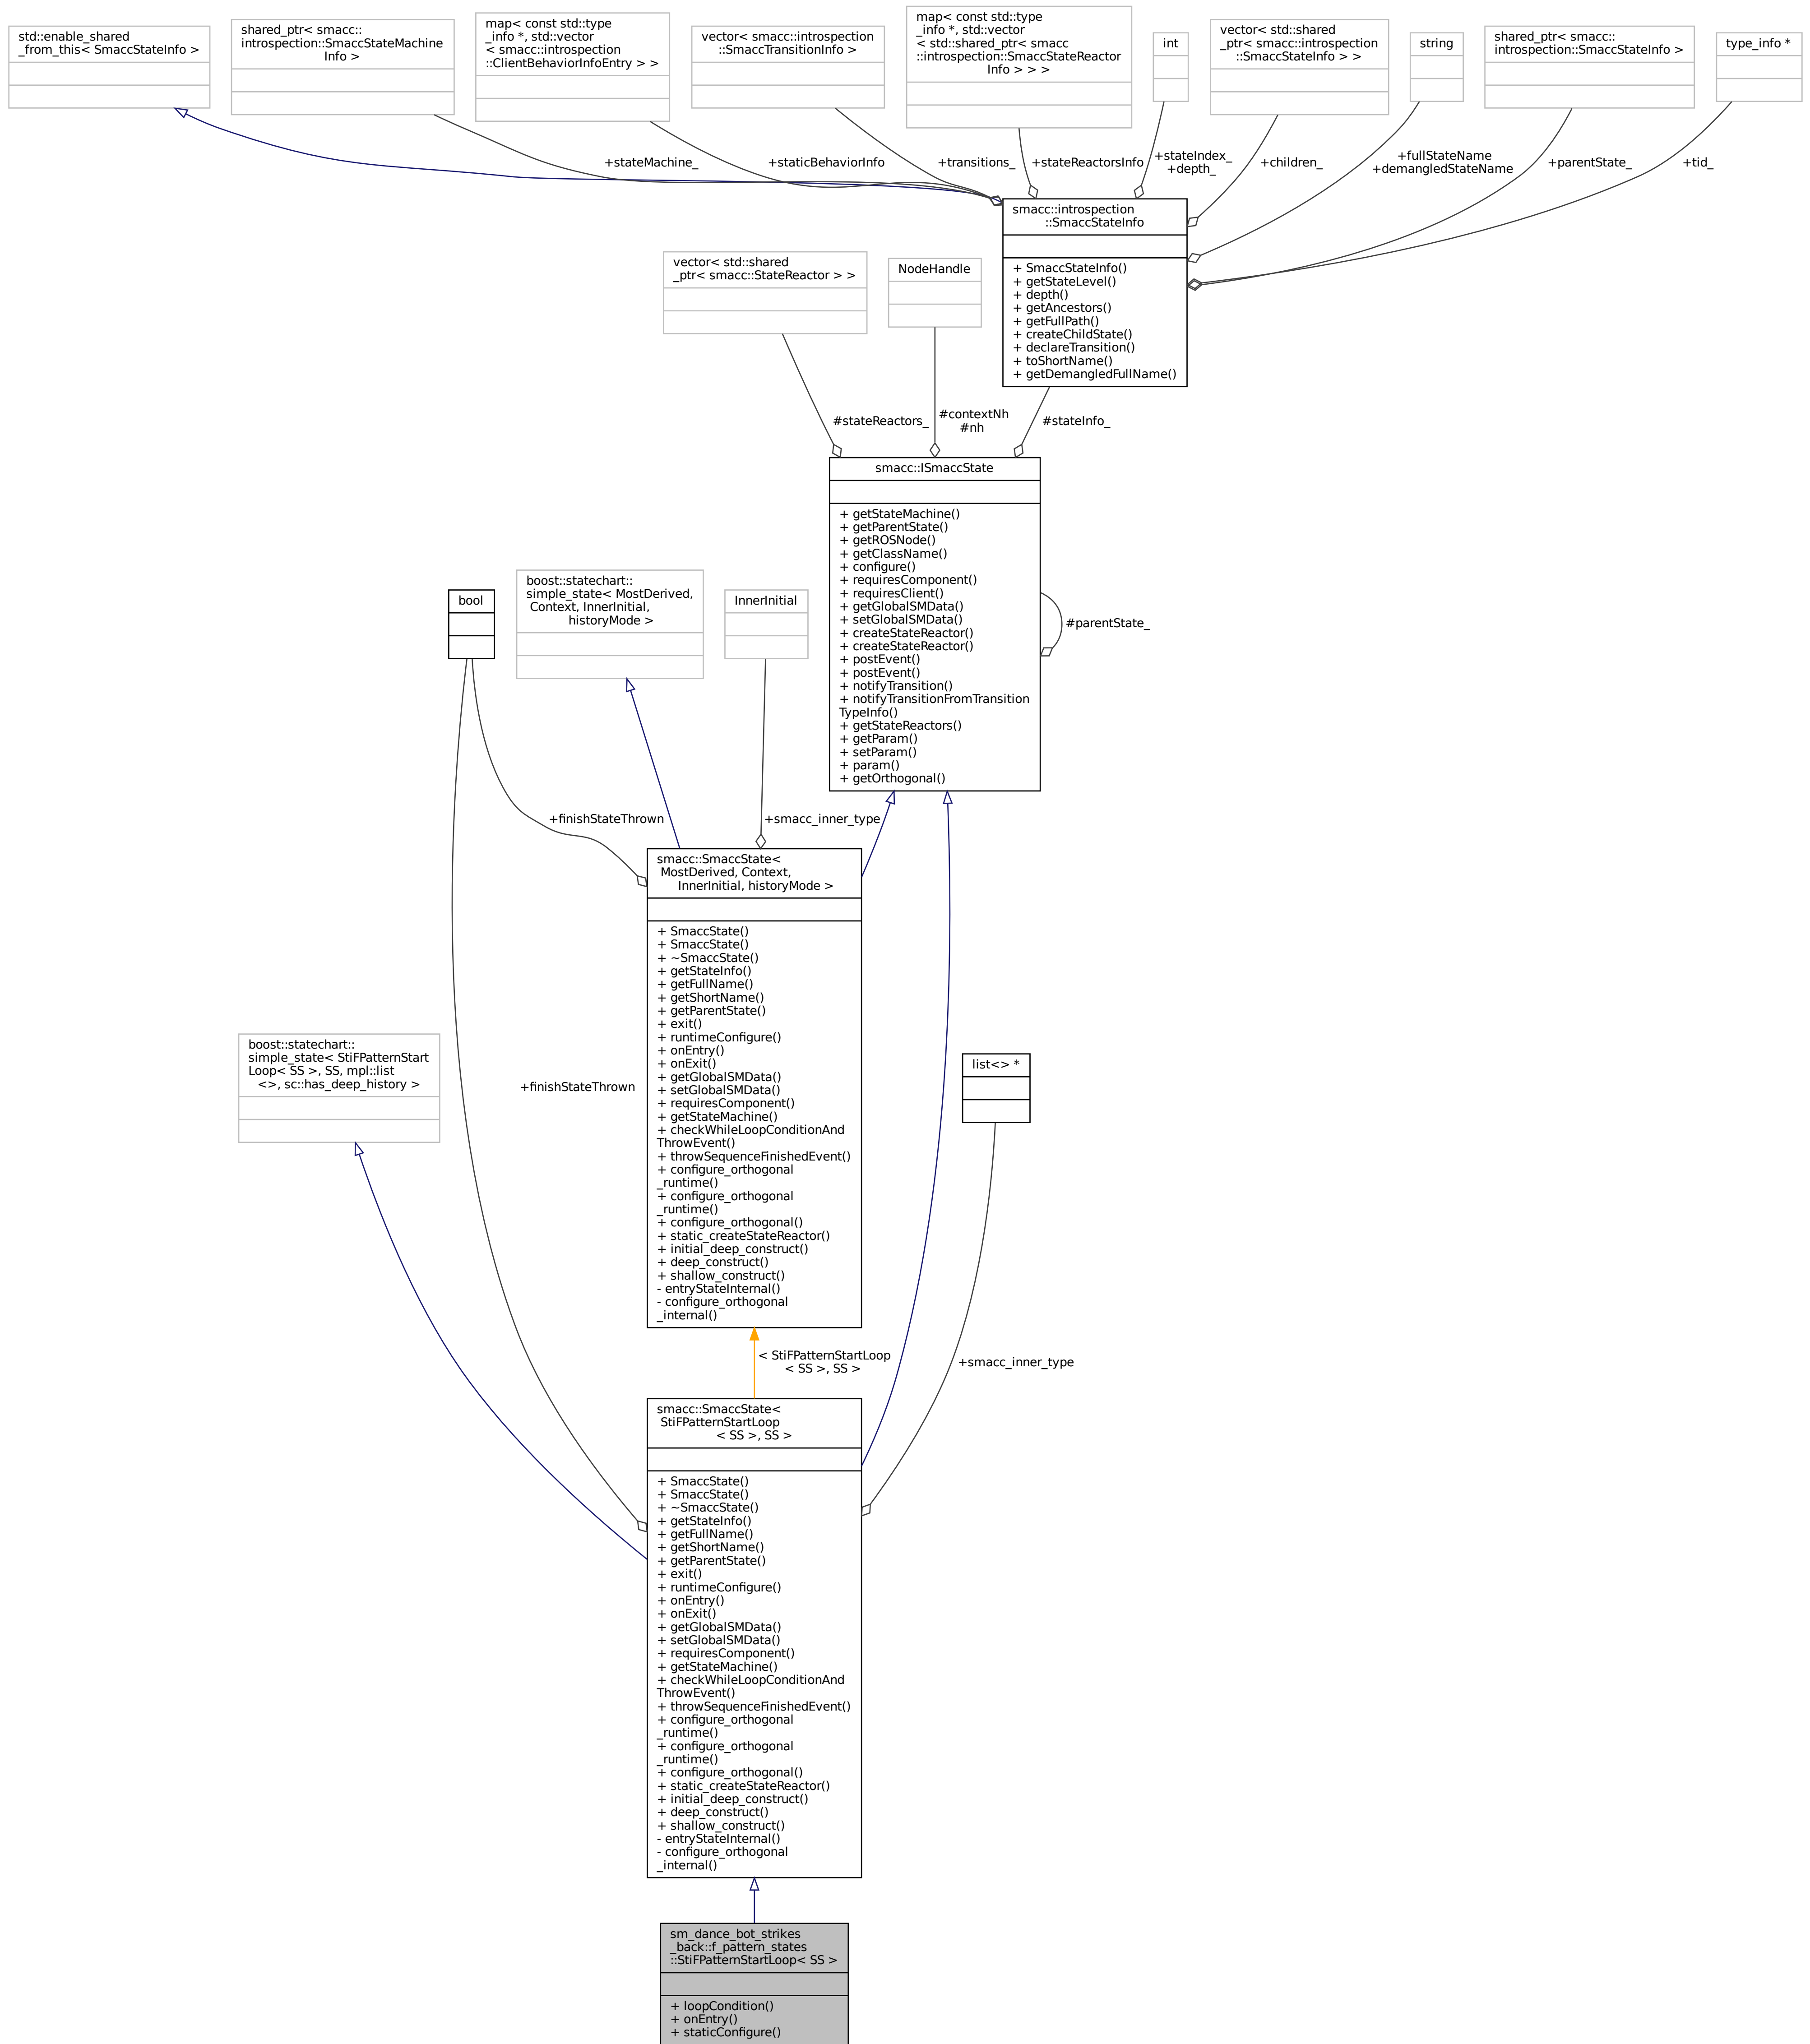 std::enable_shared
_from_this< SmaccStateInfo >
shared_ptr< smacc::
introspection::SmaccStateMachine
Info >
map< const std::type
_info *, std::vector
< smacc::introspection
::ClientBehaviorInfoEntry > >
vector< smacc::introspection
::SmaccTransitionInfo >
map< const std::type
_info *, std::vector
< std::shared_ptr< smacc
::introspection::SmaccStateReactor
Info > > >
int
vector< std::shared
_ptr< smacc::introspection
::SmaccStateInfo > >
string
shared_ptr< smacc::
introspection::SmaccStateInfo >
type_info *
+stateMachine_
+staticBehaviorInfo
+transitions_
+stateReactorsInfo
+stateIndex_
+depth_
+children_
+fullStateName
+demangledStateName
+parentState_
+tid_
smacc::introspection
::SmaccStateInfo
+ SmaccStateInfo()
+ getStateLevel()
+ depth()
+ getAncestors()
+ getFullPath()
+ createChildState()
+ declareTransition()
+ toShortName()
+ getDemangledFullName()
vector< std::shared
_ptr< smacc::StateReactor > >
NodeHandle
#stateReactors_
#contextNh
#nh
#stateInfo_
smacc::ISmaccState
+ getStateMachine()
+ getParentState()
+ getROSNode()
+ getClassName()
+ configure()
+ requiresComponent()
+ requiresClient()
+ getGlobalSMData()
+ setGlobalSMData()
+ createStateReactor()
+ createStateReactor()
+ postEvent()
+ postEvent()
+ notifyTransition()
+ notifyTransitionFromTransition
TypeInfo()
+ getStateReactors()
+ getParam()
+ setParam()
+ param()
+ getOrthogonal()
#parentState_
bool
boost::statechart::
simple_state< MostDerived,
Context, InnerInitial,
historyMode >
InnerInitial
+finishStateThrown
+smacc_inner_type
smacc::SmaccState<
MostDerived, Context,
InnerInitial, historyMode >
+ SmaccState()
+ SmaccState()
+ ~SmaccState()
+ getStateInfo()
+ getFullName()
+ getShortName()
+ getParentState()
+ exit()
+ runtimeConfigure()
+ onEntry()
+ onExit()
+ getGlobalSMData()
+ setGlobalSMData()
+ requiresComponent()
+ getStateMachine()
+ checkWhileLoopConditionAnd
ThrowEvent()
+ throwSequenceFinishedEvent()
+ configure_orthogonal
_runtime()
+ configure_orthogonal
_runtime()
+ configure_orthogonal()
+ static_createStateReactor()
+ initial_deep_construct()
+ deep_construct()
+ shallow_construct()
- entryStateInternal()
- configure_orthogonal
_internal()
boost::statechart::
simple_state< StiFPatternStart
Loop< SS >, SS, mpl::list
<>, sc::has_deep_history >
+finishStateThrown
list<> *
< StiFPatternStartLoop
< SS >, SS >
+smacc_inner_type
smacc::SmaccState<
StiFPatternStartLoop
< SS >, SS >
+ SmaccState()
+ SmaccState()
+ ~SmaccState()
+ getStateInfo()
+ getFullName()
+ getShortName()
+ getParentState()
+ exit()
+ runtimeConfigure()
+ onEntry()
+ onExit()
+ getGlobalSMData()
+ setGlobalSMData()
+ requiresComponent()
+ getStateMachine()
+ checkWhileLoopConditionAnd
ThrowEvent()
+ throwSequenceFinishedEvent()
+ configure_orthogonal
_runtime()
+ configure_orthogonal
_runtime()
+ configure_orthogonal()
+ static_createStateReactor()
+ initial_deep_construct()
+ deep_construct()
+ shallow_construct()
- entryStateInternal()
- configure_orthogonal
_internal()
sm_dance_bot_strikes
_back::f_pattern_states
::StiFPatternStartLoop< SS >
+ loopCondition()
+ onEntry()
+ staticConfigure()